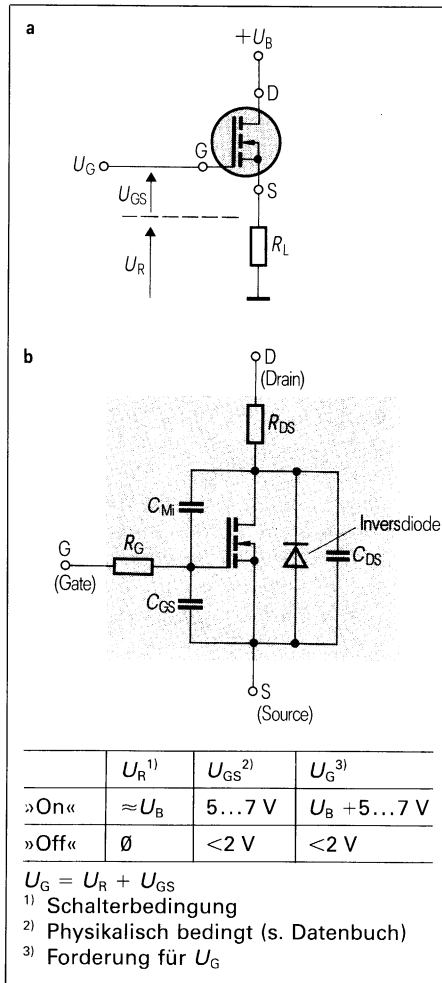 a
+U_B
D
G
U_G
U_GS
S
U_R
R_L
b
D
(Drain)
R_DS
C_Mi
Inversdiode
G
R_G
C_DS
(Gate)
C_GS
S
(Source)
U_R 1) U_GS 2) U_G 3)
»On« ≈U_B 5...7 V U_B +5...7 V
»Off« Ø <2 V <2 V
U_G = U_R + U_GS
1) Schalterbedingung
2) Physikalisch bedingt (s. Datenbuch)
3) Forderung für U_G